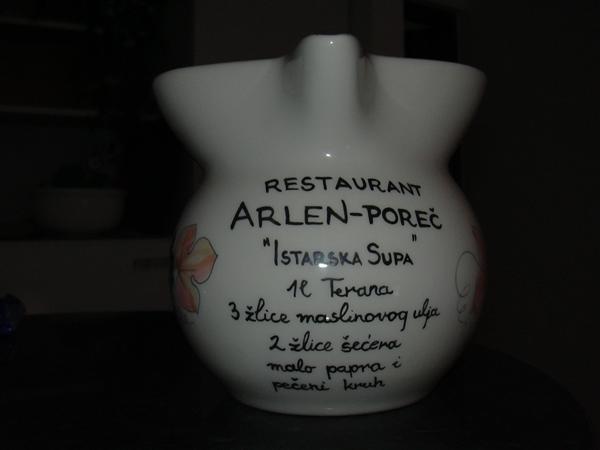 RESTAURANT
ARLEN-POREČ
"ISTARSKA SUPA"
1l Terana
3 žlice maslinovog ulja
2 žlice šećera
malo papra i
pečeni kruh